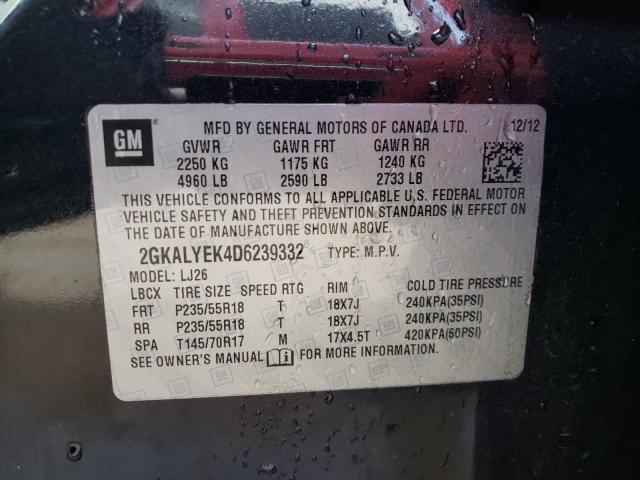 GM
MFD BY GENERAL MOTORS OF CANADA LTD. 12/12
GVWR GAWR FRT GAWR RR
2250 KG 1175 KG 1240 KG
4960 LB 2590 LB 2733 LB
THIS VEHICLE CONFORMS TO ALL APPLICABLE U.S. FEDERAL MOTOR
VEHICLE SAFETY AND THEFT PREVENTION STANDARDS IN EFFECT ON
THE DATE OF MANUFACTURE SHOWN ABOVE.
2GKALYEK4D6239332 TYPE: M.P.V.
MODEL: LJ26
LBCX TIRE SIZE SPEED RTG RIM COLD TIRE PRESSURE
FRT P235/55R18 T 18X7J 240KPA(35PSI)
RR P235/55R18 T 18X7J 240KPA(35PSI)
SPA T145/70R17 M 17X4.5T 420KPA(60PSI)
SEE OWNER'S MANUAL FOR MORE INFORMATION.